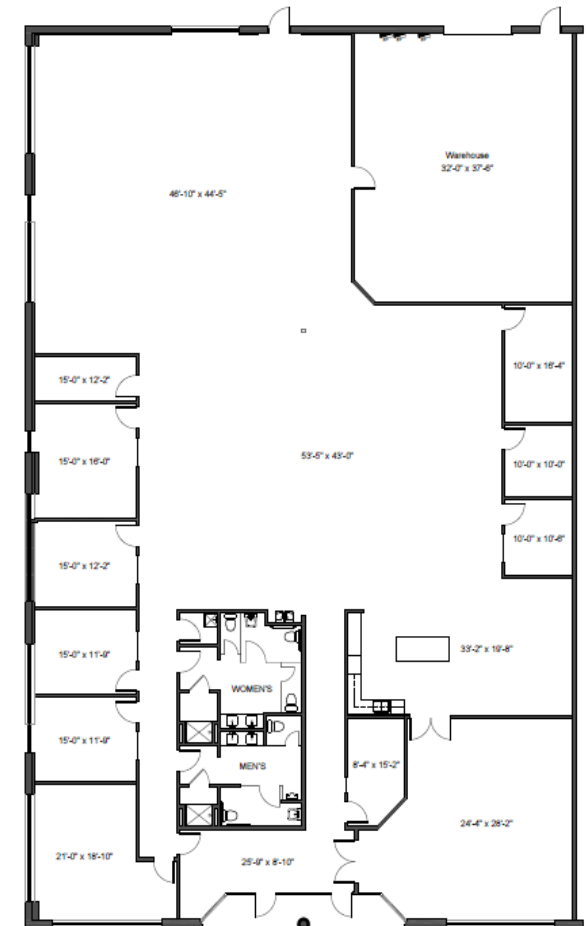 Warehouse
32'-0" x 37'-6"
46'-10" x 44'-5"
10'-0" x 16'-4"
15'-0" x 12'-2"
53'-5" x 43'-0"
15'-0" x 16'-0"
10'-0" x 10'-0"
10'-0" x 10'-6"
15'-0" x 12'-2"
15'-0" x 11'-9"
33'-2" x 19'-8"
WOMEN'S
15'-0" x 11'-9"
MEN'S
8'-4" x 15'-2"
24'-4" x 28'-2"
21'-0" x 18'-10"
25'-9" x 8'-10"